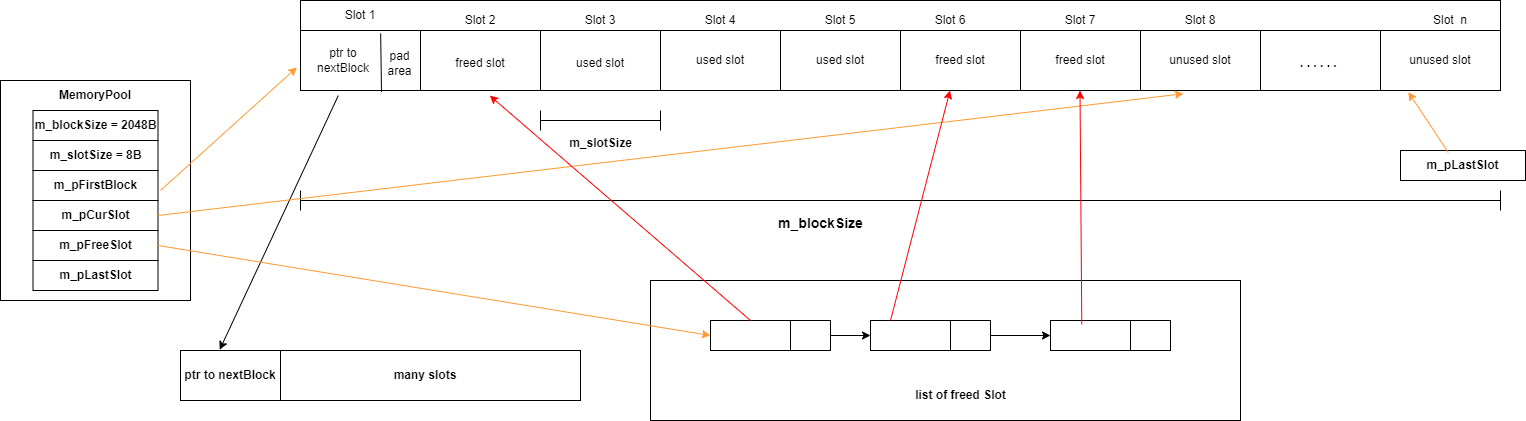 Slot 1
Slot 2
Slot 3
Slot 4
Slot 5
Slot 6
Slot 7
Slot 8
Slot n
ptr to
nextBlock
pad
area
freed slot
used slot
used slot
used slot
freed slot
freed slot
unused slot
......
unused slot
MemoryPool
m_blockSize = 2048B
m_slotSize = 8B
m_pFirstBlock
m_pCurSlot
m_pFreeSlot
m_pLastSlot
m_slotSize
m_pLastSlot
m_blockSize
ptr to nextBlock
many slots
list of freed Slot